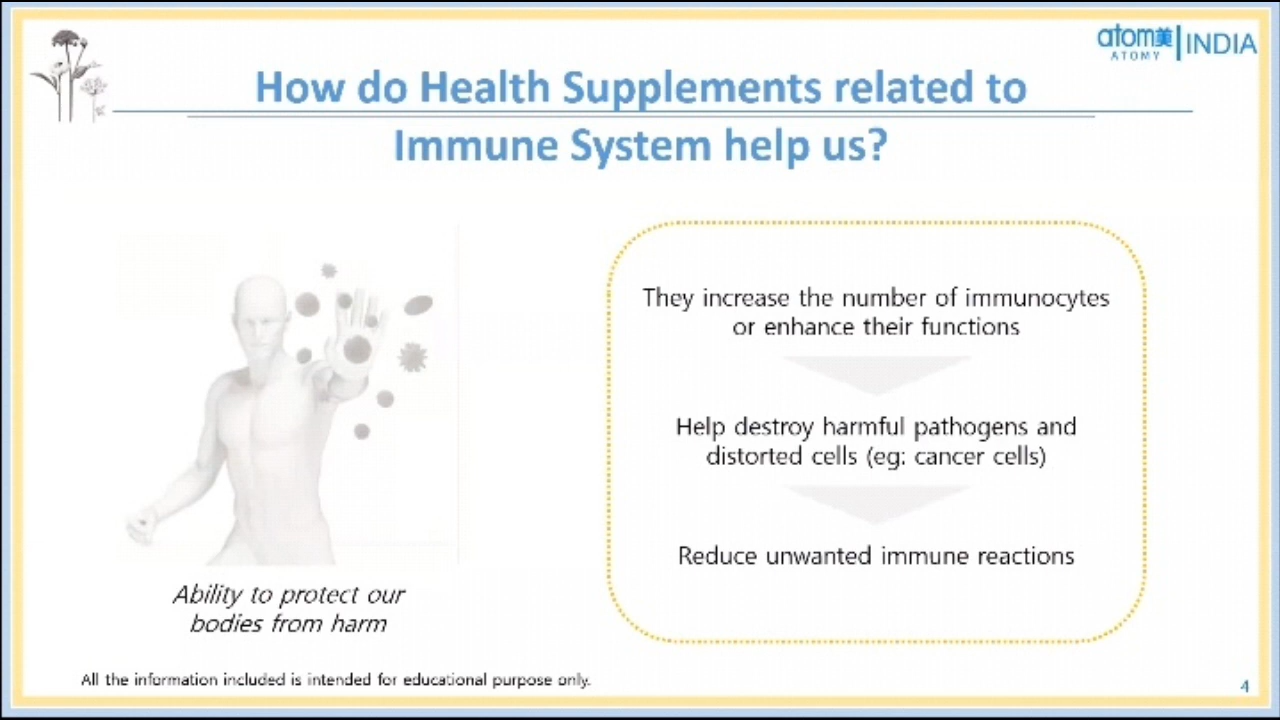 atom美 INDIA
ATOMY
How do Health Supplements related to
Immune System help us?
They increase the number of immunocytes
or enhance their functions
Help destroy harmful pathogens and
distorted cells (eg: cancer cells)
Reduce unwanted immune reactions
Ability to protect our
bodies from harm
All the information included is intended for educational purpose only.
4